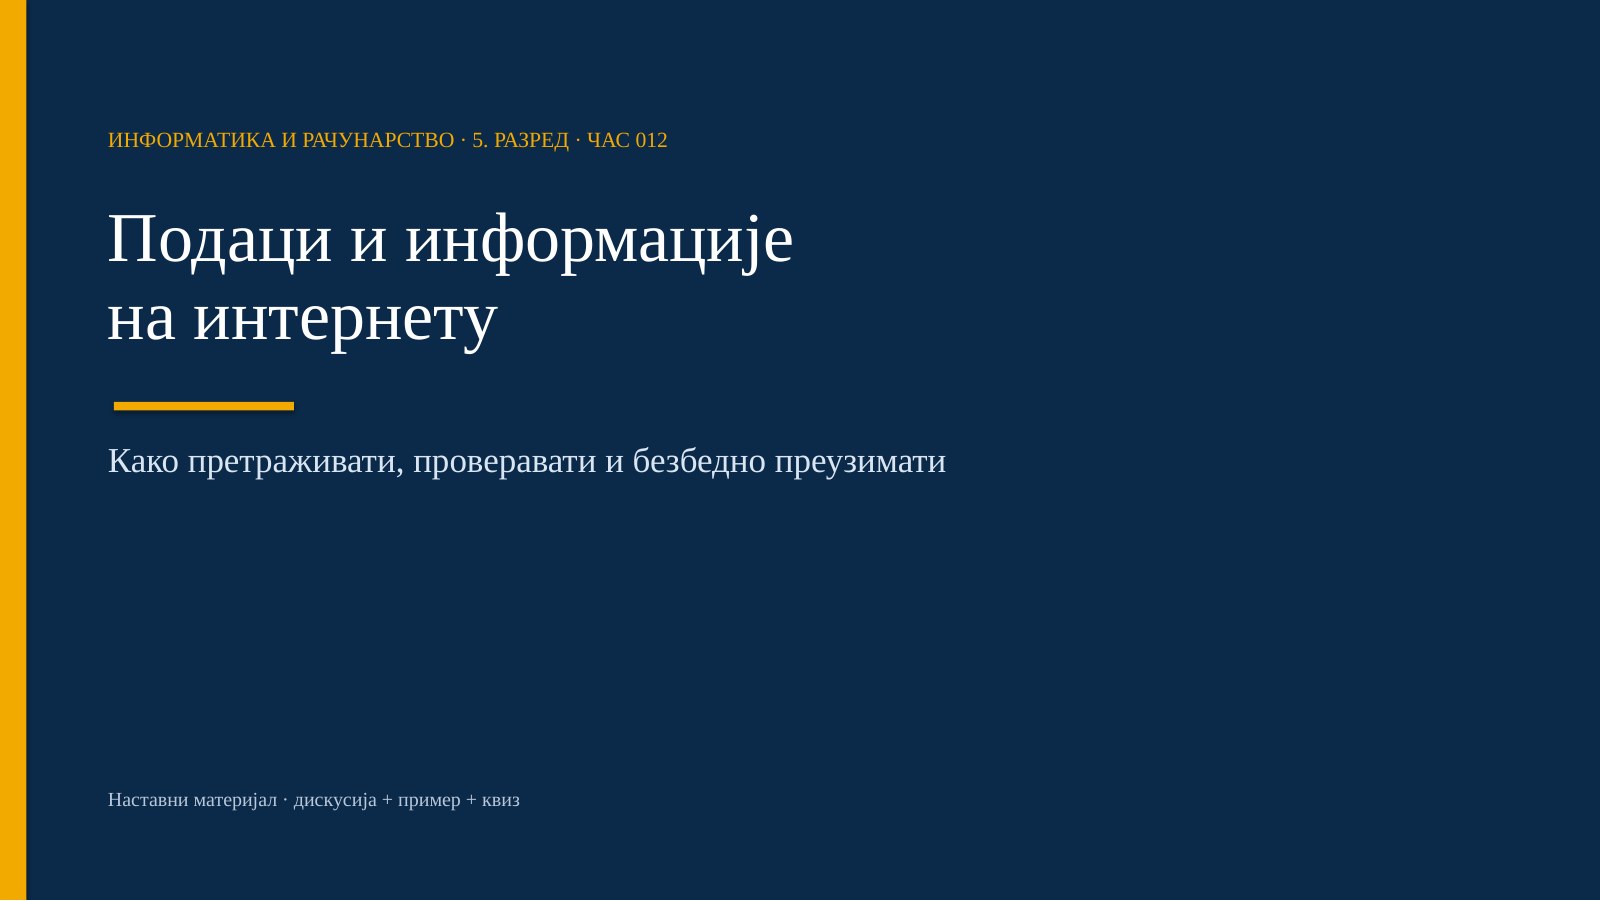 ИНФОРМАТИКА И РАЧУНАРСТВО · 5. РАЗРЕД · ЧАС 012
Подаци и информације
на интернету
Како претраживати, проверавати и безбедно преузимати
Наставни материјал · дискусија + пример + квиз